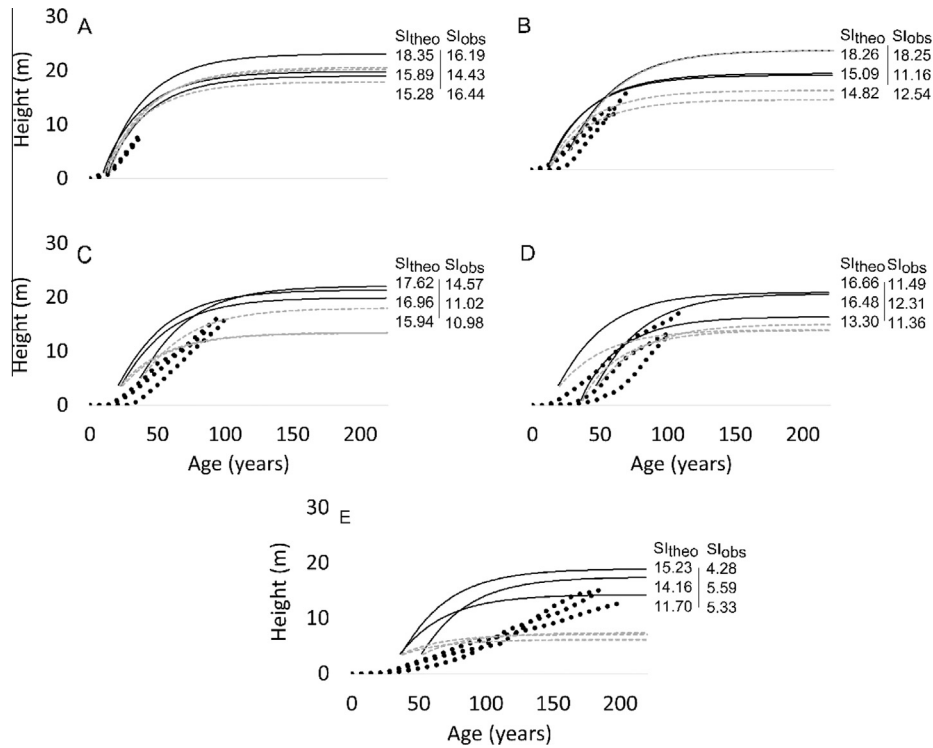 A
Height (m)
30
20
10
0
SItheo SIobs
18.35 16.19
15.89 14.43
15.28 16.44
B
SItheo SIobs
18.26 18.25
15.09 11.16
14.82 12.54
C
Height (m)
30
20
10
0
0 50 100 150 200
Age (years)
SItheo SIobs
17.62 14.57
16.96 11.02
15.94 10.98
D
0 50 100 150 200
Age (years)
SItheo SIobs
16.66 11.49
16.48 12.31
13.30 11.36
E
Height (m)
30
20
10
0
0 50 100 150 200
Age (years)
SItheo SIobs
15.23 4.28
14.16 5.59
11.70 5.33